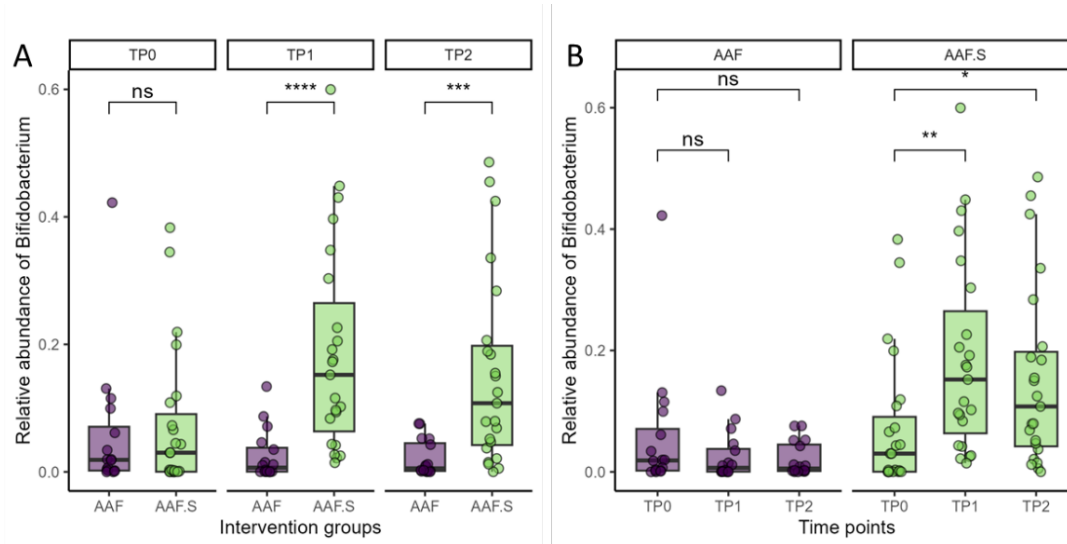 A
TP0 TP1 TP2
ns **** ***
Relative abundance of Bifidobacterium
0.6
0.4
0.2
0.0
AAF AAF.S AAF AAF.S AAF AAF.S
Intervention groups
B
AAF AAF.S
ns *
ns **
Relative abundance of Bifidobacterium
0.6
0.4
0.2
0.0
TP0 TP1 TP2 TP0 TP1 TP2
Time points